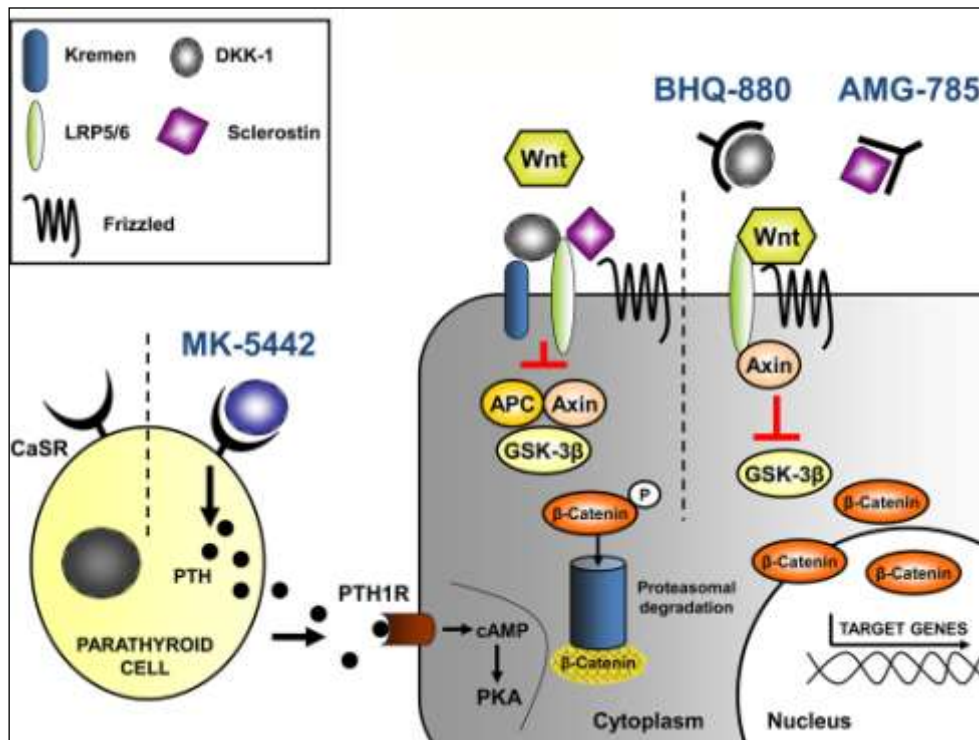 Kremen
DKK-1
LRP5/6
Sclerostin
Frizzled
BHQ-880
AMG-785
Wnt
Wnt
MK-5442
CaSR
PTH
PARATHYROID
CELL
PTH1R
cAMP
PKA
APC
Axin
GSK-3β
β-Catenin
P
Proteasomal
degradation
β-Catenin
Cytoplasm
Axin
GSK-3β
β-Catenin
β-Catenin
β-Catenin
TARGET GENES
Nucleus